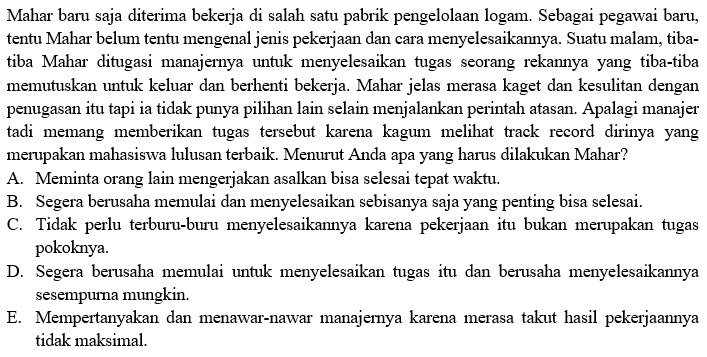 Mahar baru saja diterima bekerja di salah satu pabrik pengelolaan logam. Sebagai pegawai baru,
tentu Mahar belum tentu mengenal jenis pekerjaan dan cara menyelesaikannya. Suatu malam, tiba-
tiba Mahar ditugasi manajernya untuk menyelesaikan tugas seorang rekannya yang tiba-tiba
memutuskan untuk keluar dan berhenti bekerja. Mahar jelas merasa kaget dan kesulitan dengan
penugasan itu tapi ia tidak punya pilihan lain selain menjalankan perintah atasan. Apalagi manajer
tadi memang memberikan tugas tersebut karena kagum melihat track record dirinya yang
merupakan mahasiswa lulusan terbaik. Menurut Anda apa yang harus dilakukan Mahar?
A. Meminta orang lain mengerjakan asalkan bisa selesai tepat waktu.
B. Segera berusaha memulai dan menyelesaikan sebisanya saja yang penting bisa selesai.
C. Tidak perlu terburu-buru menyelesaikannya karena pekerjaan itu bukan merupakan tugas
pokoknya.
D. Segera berusaha memulai untuk menyelesaikan tugas itu dan berusaha menyelesaikannya
sesempurna mungkin.
E. Mempertanyakan dan menawar-nawar manajernya karena merasa takut hasil pekerjaannya
tidak maksimal.